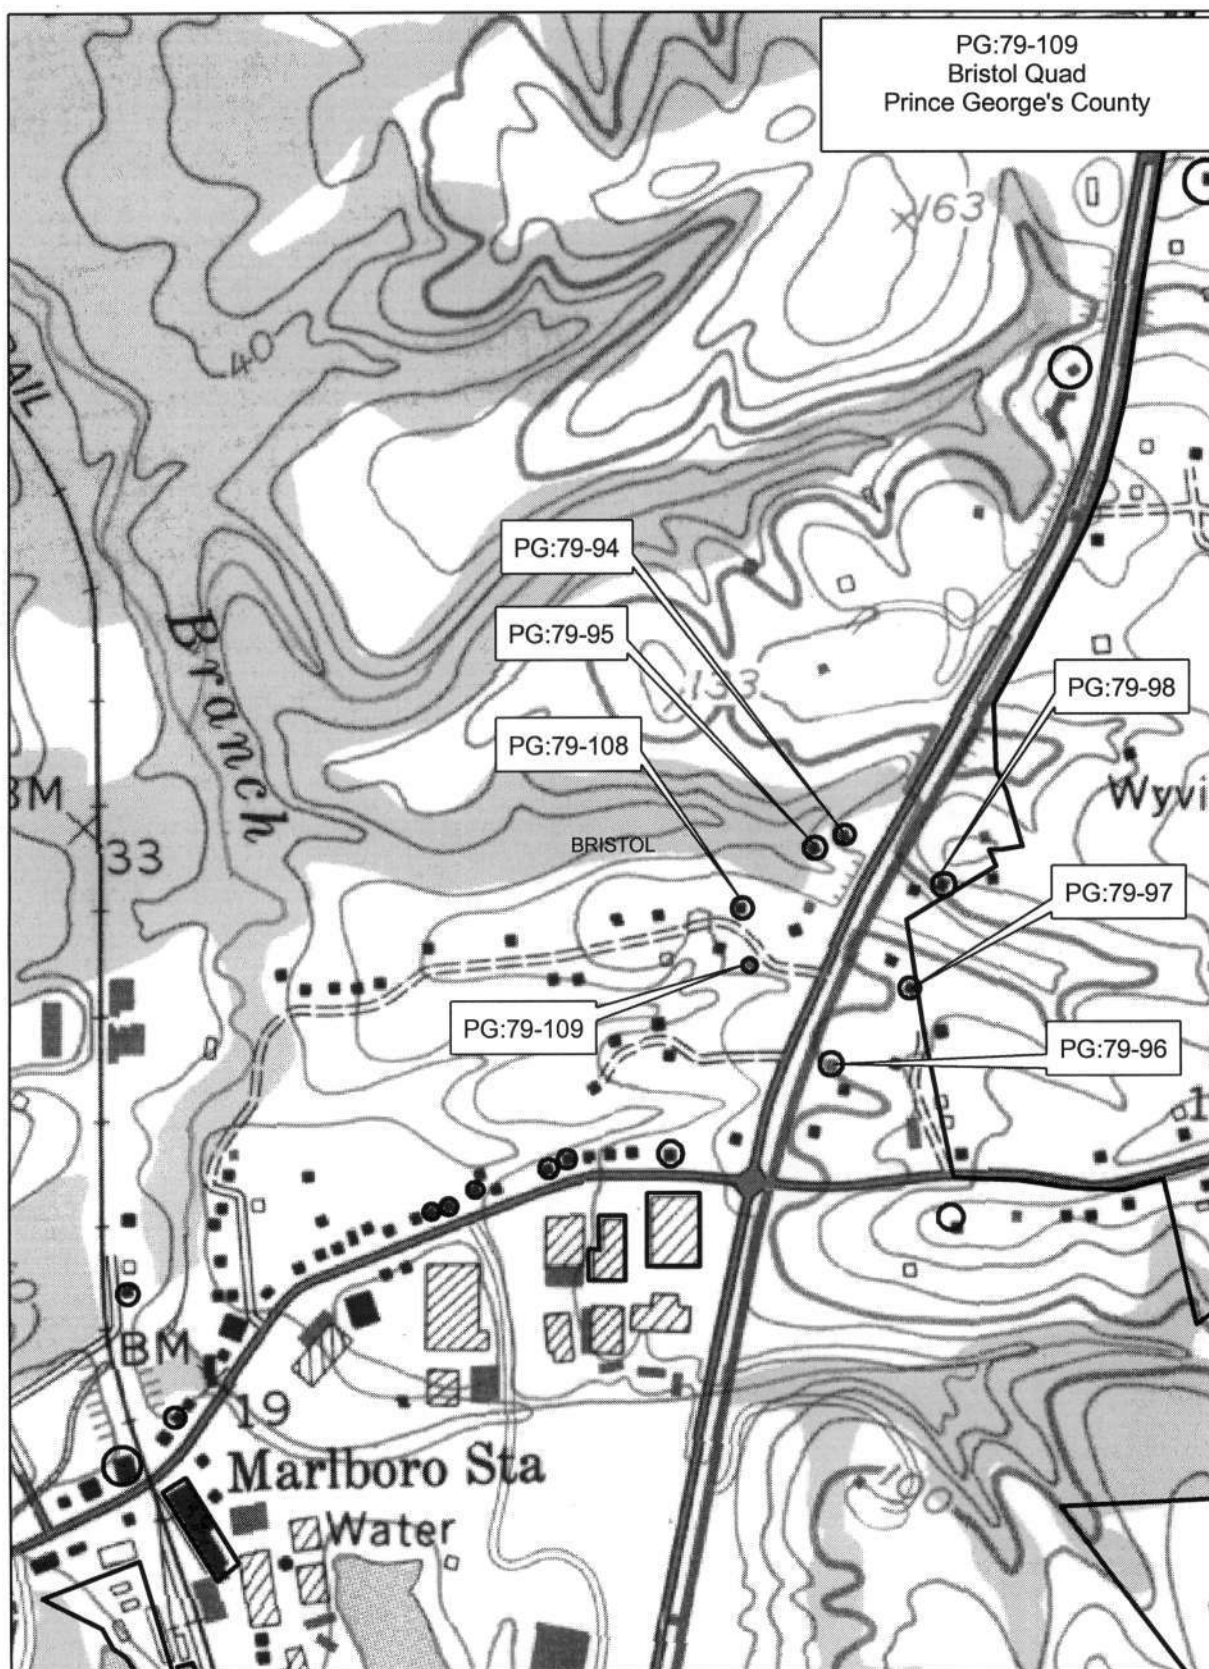 PG:79-109
Bristol Quad
Prince George's County
163
40
PG:79-94
PG:79-95
133
PG:79-98
PG:79-108
Branch
BM
33
BRISTOL
PG:79-97
PG:79-109
PG:79-96
BM
19
Marlboro Sta
Water
100